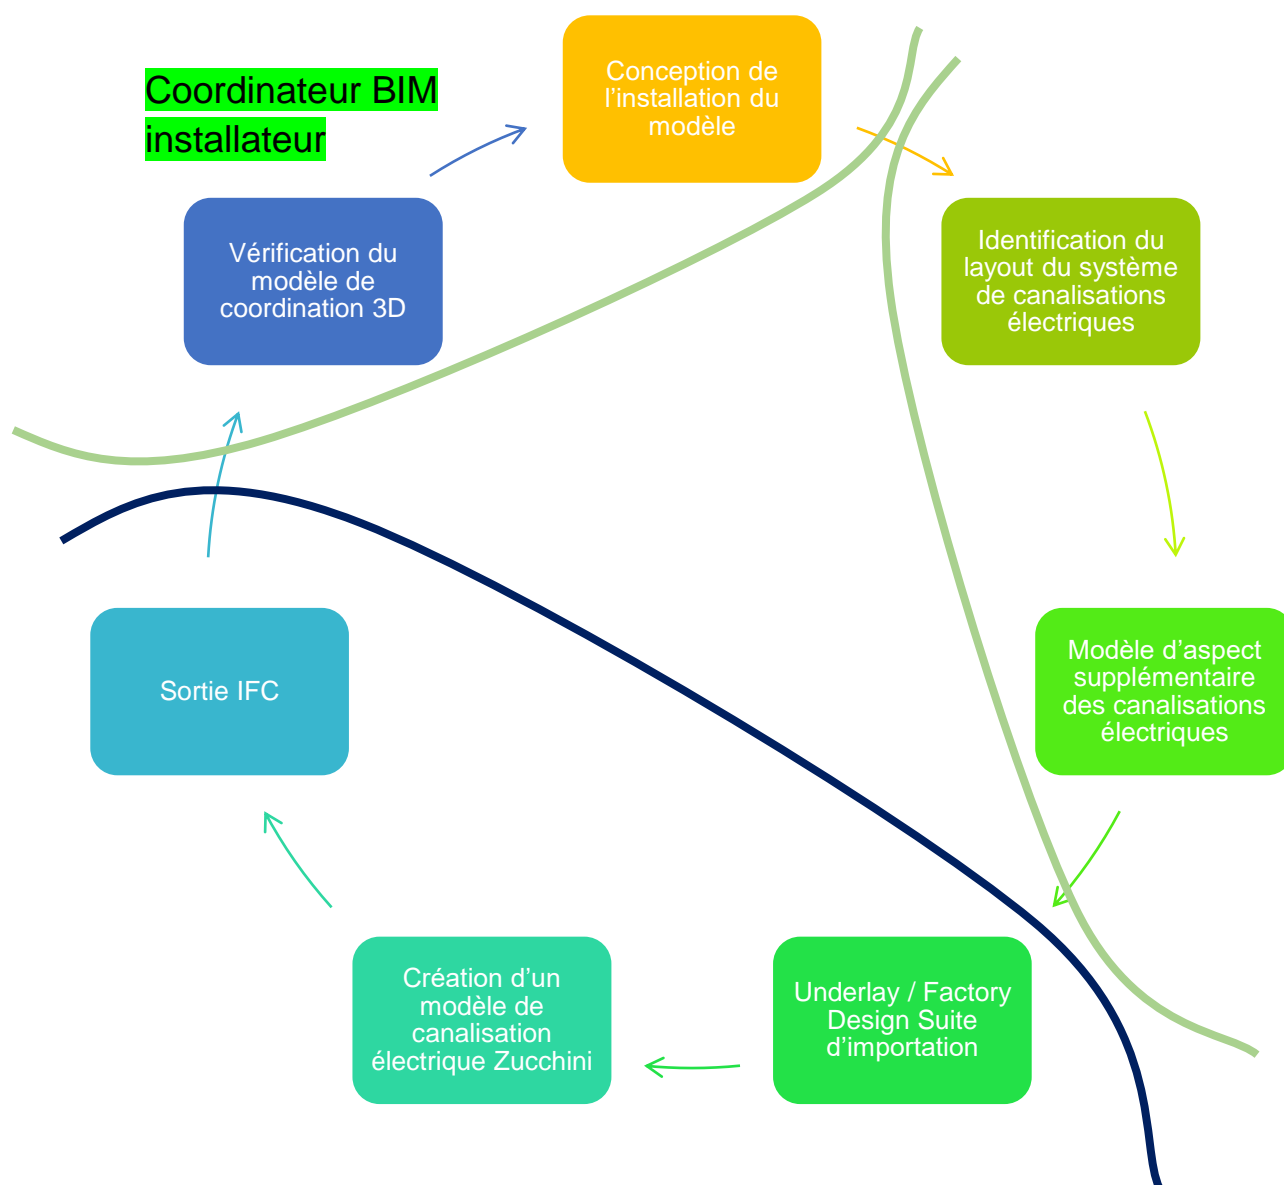 Coordinateur BIM
installateur
Conception de
l’installation du
modèle
Identification du
layout du système
de canalisations
électriques
Modèle d’aspect
supplémentaire
des canalisations
électriques
Underlay / Factory
Design Suite
d’importation
Création d’un
modèle de
canalisation
électrique Zucchini
Sortie IFC
Vérification du
modèle de
coordination 3D